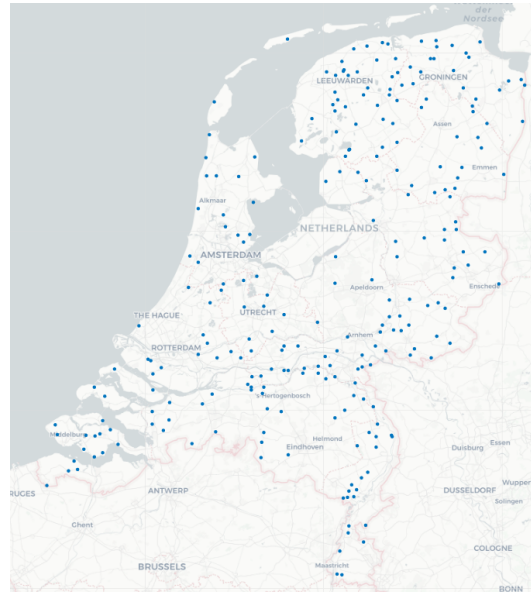 der
Nordsee
LEEUWARDEN
GRONINGEN
Assen
Emmen
Alkmaar
NETHERLANDS
AMSTERDAM
Enschede
Apeldoorn
THE HAGUE
UTRECHT
Arnhem
ROTTERDAM
's-Hertogenbosch
Middelburg
Helmond
Eindhoven
Essen
Duisburg
RUGES
ANTWERP
DUSSELDORF
Wuppe
Solingen
Ghent
COLOGNE
BRUSSELS
Maastricht
BONN